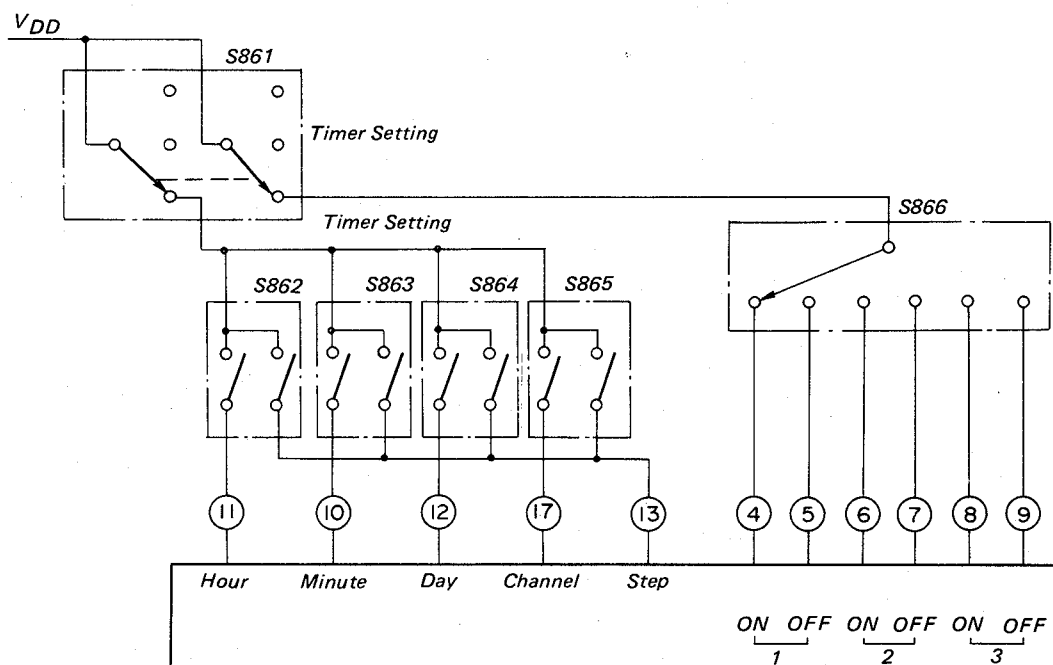 VDD
S861
Timer Setting
Timer Setting
S866
S862 S863 S864 S865
11 10 12 17 13 4 5 6 7 8 9
Hour Minute Day Channel Step
ON OFF ON OFF ON OFF
1 2 3